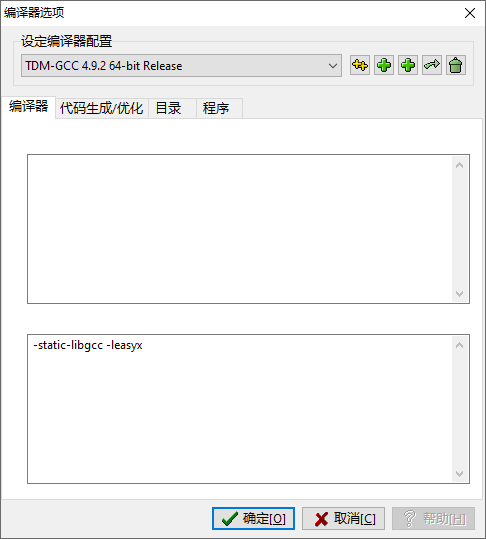 编译器选项
设定编译器配置
TDM-GCC 4.9.2 64-bit Release
编译器 代码生成/优化 目录 程序
-static-libgcc -leasyx
确定[O] 取消[C] 帮助[H]